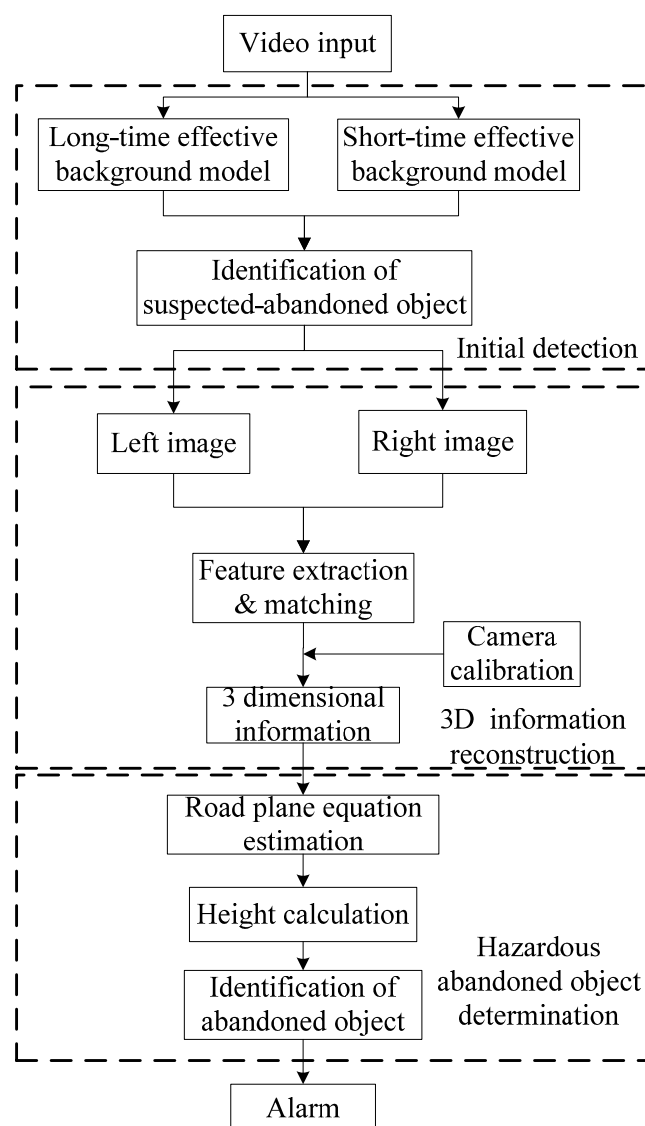 Video input
Long-time effective
background model
Short-time effective
background model
Identification of
suspected-abandoned object
Initial detection
Left image
Right image
Feature extraction
& matching
Camera
calibration
3 dimensional
information
3D information
reconstruction
Road plane equation
estimation
Height calculation
Hazardous
abandoned object
determination
Identification of
abandoned object
Alarm